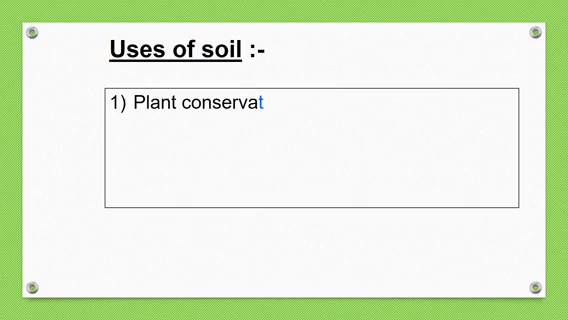 Uses of soil :-
1) Plant conservat